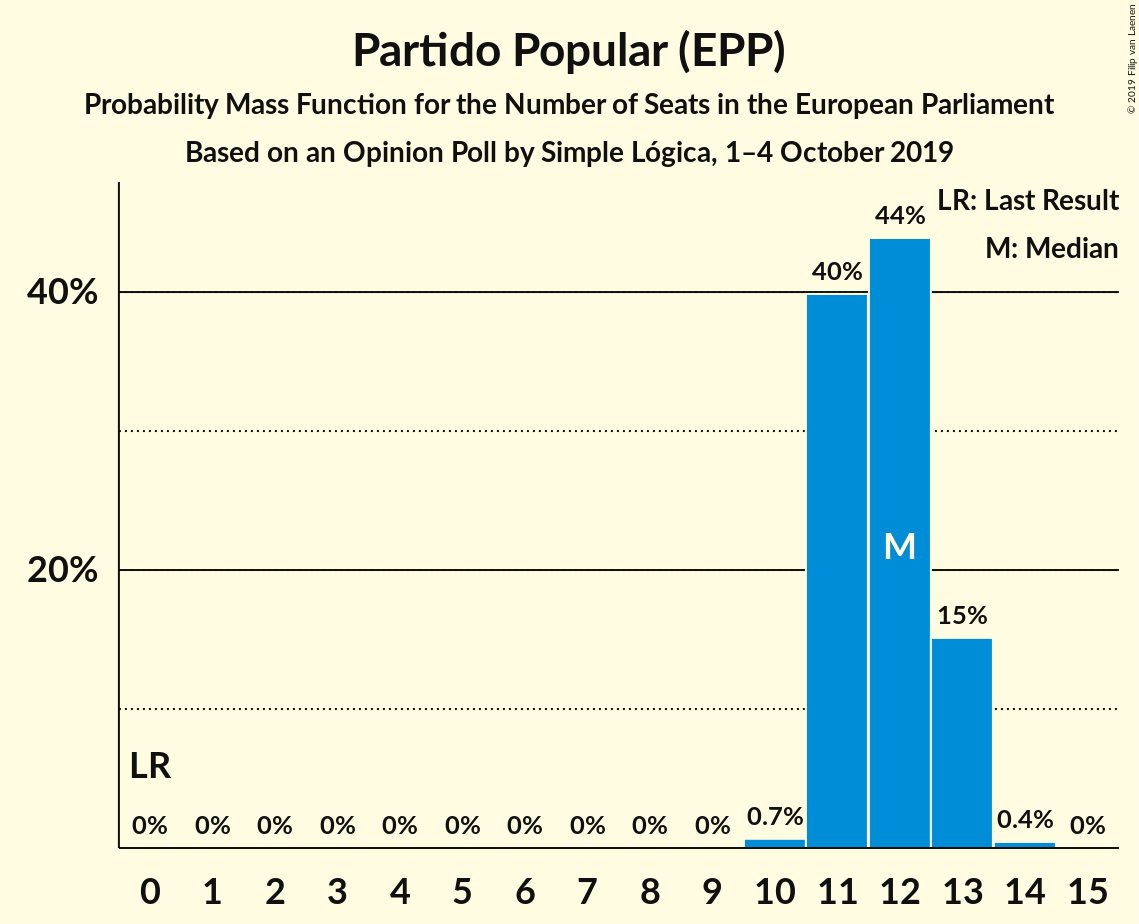 Partido Popular (EPP)
Probability Mass Function for the Number of Seats in the European Parliament
Based on an Opinion Poll by Simple Lógica, 1–4 October 2019
© 2019 Filip van Laenen
LR: Last Result
M: Median
44%
40%
40%
M
20%
15%
LR
0% 0% 0% 0% 0% 0% 0% 0% 0% 0% 0.7% 0.4% 0%
0 1 2 3 4 5 6 7 8 9 10 11 12 13 14 15